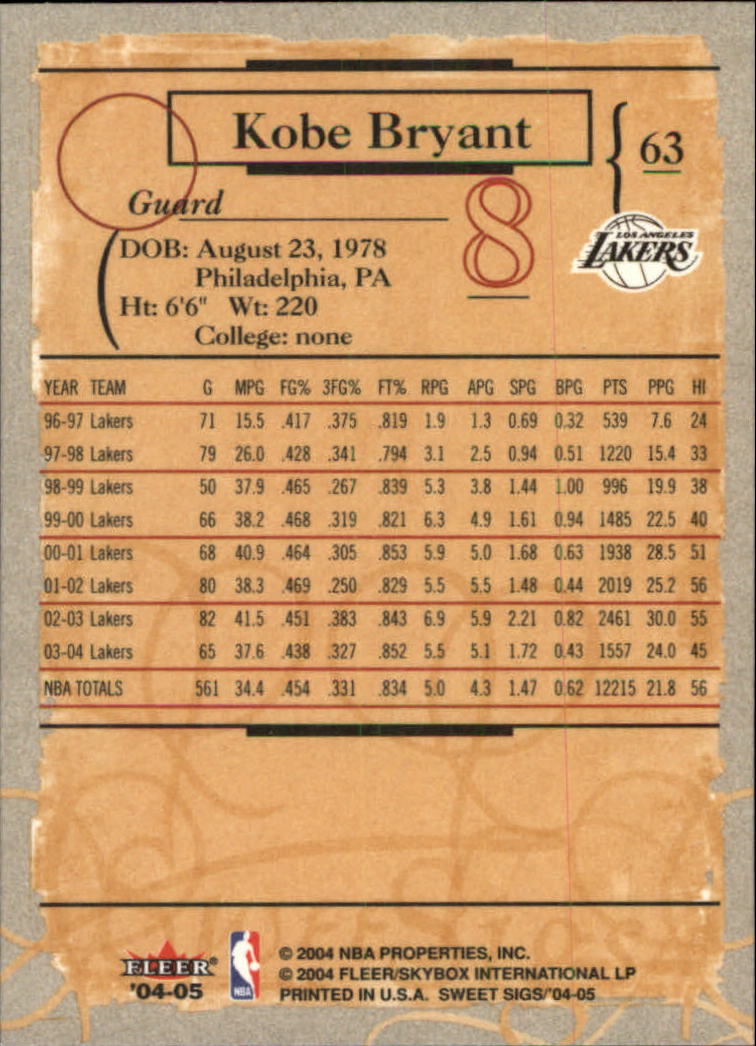 Kobe Bryant
63
Guard
8
LOS ANGELES
LAKERS
DOB: August 23, 1978
Philadelphia, PA
Ht: 6'6" Wt: 220
College: none
YEAR TEAM G MPG FG% 3FG% FT% RPG APG SPG BPG PTS PPG HI
96-97 Lakers 71 15.5 .417 .375 .819 1.9 1.3 0.69 0.32 539 7.6 24
97-98 Lakers 79 26.0 .428 .341 .794 3.1 2.5 0.94 0.51 1220 15.4 33
98-99 Lakers 50 37.9 .465 .267 .839 5.3 3.8 1.44 1.00 996 19.9 38
99-00 Lakers 66 38.2 .468 .319 .821 6.3 4.9 1.61 0.94 1485 22.5 40
00-01 Lakers 68 40.9 .464 .305 .853 5.9 5.0 1.68 0.63 1938 28.5 51
01-02 Lakers 80 38.3 .469 .250 .829 5.5 5.5 1.48 0.44 2019 25.2 56
02-03 Lakers 82 41.5 .451 .383 .843 6.9 5.9 2.21 0.82 2461 30.0 55
03-04 Lakers 65 37.6 .438 .327 .852 5.5 5.1 1.72 0.43 1557 24.0 45
NBA TOTALS 561 34.4 .454 .331 .834 5.0 4.3 1.47 0.62 12215 21.8 56
FLEER®
'04-05
NBA
© 2004 NBA PROPERTIES, INC.
© 2004 FLEER/SKYBOX INTERNATIONAL LP
PRINTED IN U.S.A. SWEET SIGS/'04-05